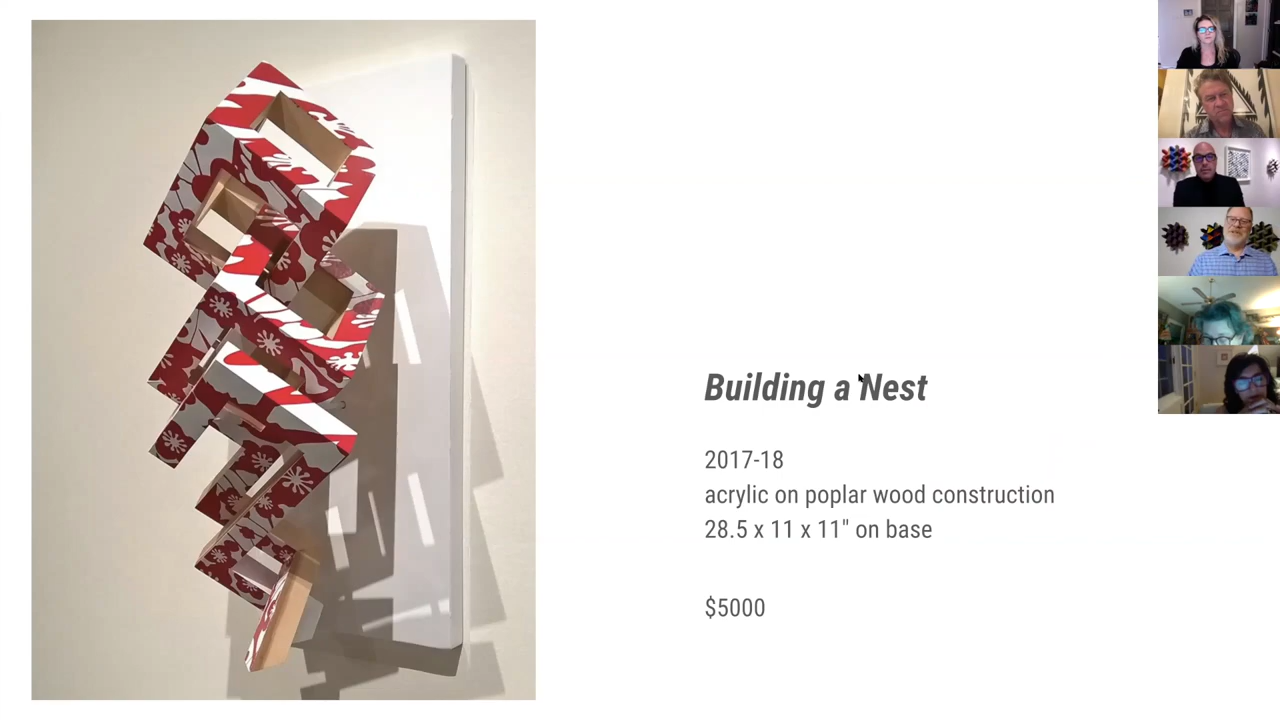 Building a Nest
2017-18
acrylic on poplar wood construction
28.5 x 11 x 11" on base
$5000